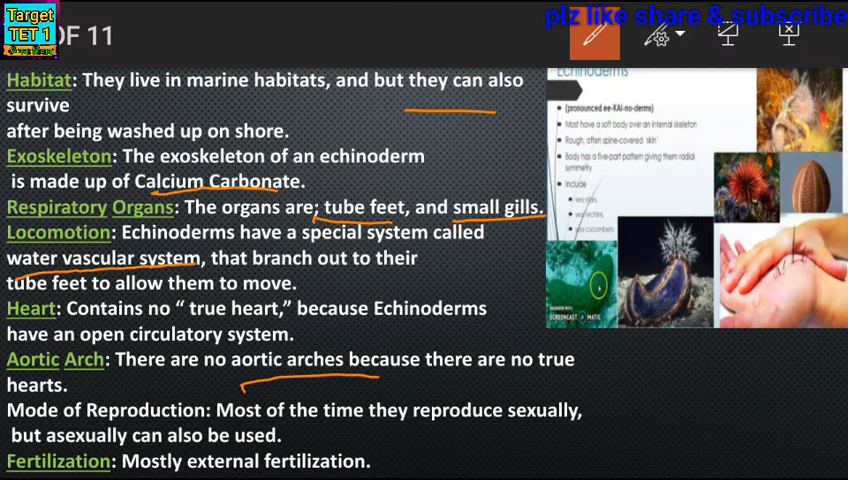 Target
TET 1
OF 11
plz like share & subscribe
Habitat: They live in marine habitats, and but they can also
survive
after being washed up on shore.
Exoskeleton: The exoskeleton of an echinoderm
is made up of Calcium Carbonate.
Respiratory Organs: The organs are; tube feet, and small gills.
Locomotion: Echinoderms have a special system called
water vascular system, that branch out to their
tube feet to allow them to move.
Heart: Contains no “ true heart,” because Echinoderms
have an open circulatory system.
Aortic Arch: There are no aortic arches because there are no true
hearts.
Mode of Reproduction: Most of the time they reproduce sexually,
but asexually can also be used.
Fertilization: Mostly external fertilization.
Echinoderms
(pronounced ee-KAI-no-derms)
Most have a soft body over an internal skeleton
Rough, often spine-covered 'skin'
Body has a five-part pattern giving them radial
symmetry
Include
sea stars,
sea urchins,
sea cucumbers
SCREENCAST MATIC